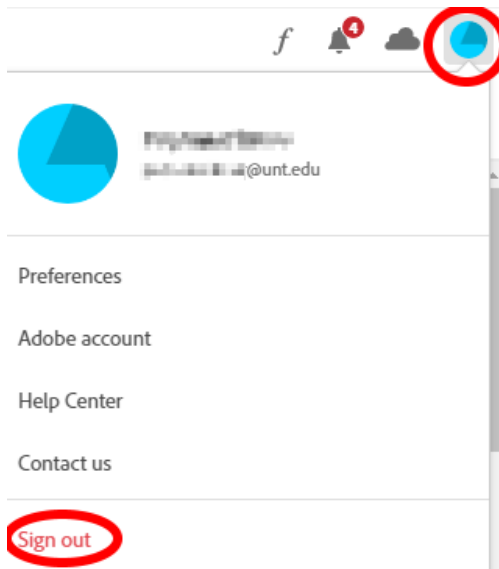 f 4
@unt.edu
Preferences
Adobe account
Help Center
Contact us
Sign out